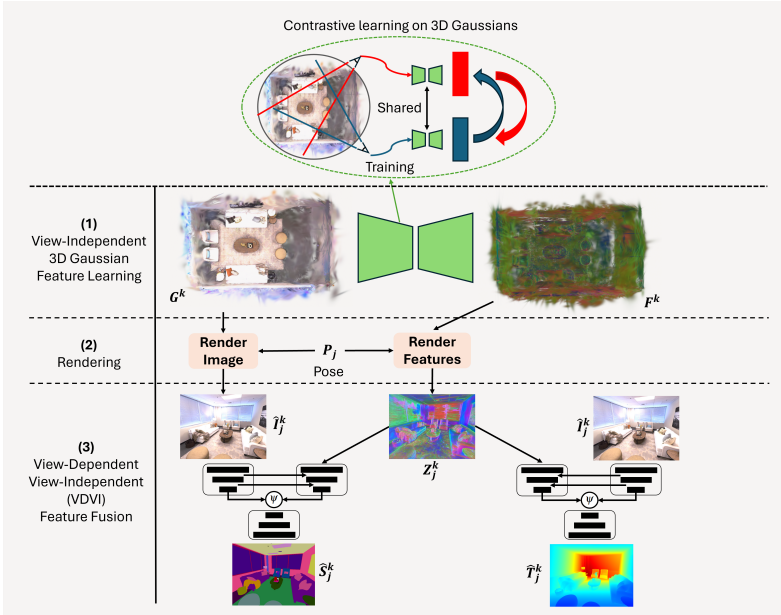 Contrastive learning on 3D Gaussians
Shared
Training
(1)
View-Independent
3D Gaussian
Feature Learning
G^k
F^k
(2)
Rendering
Render
Image
P_j
Pose
Render
Features
(3)
View-Dependent
View-Independent
(VDVI)
Feature Fusion
Î_j^k
Z_j^k
Î_j^k
ψ
ψ
Ŝ_j^k
T̂_j^k